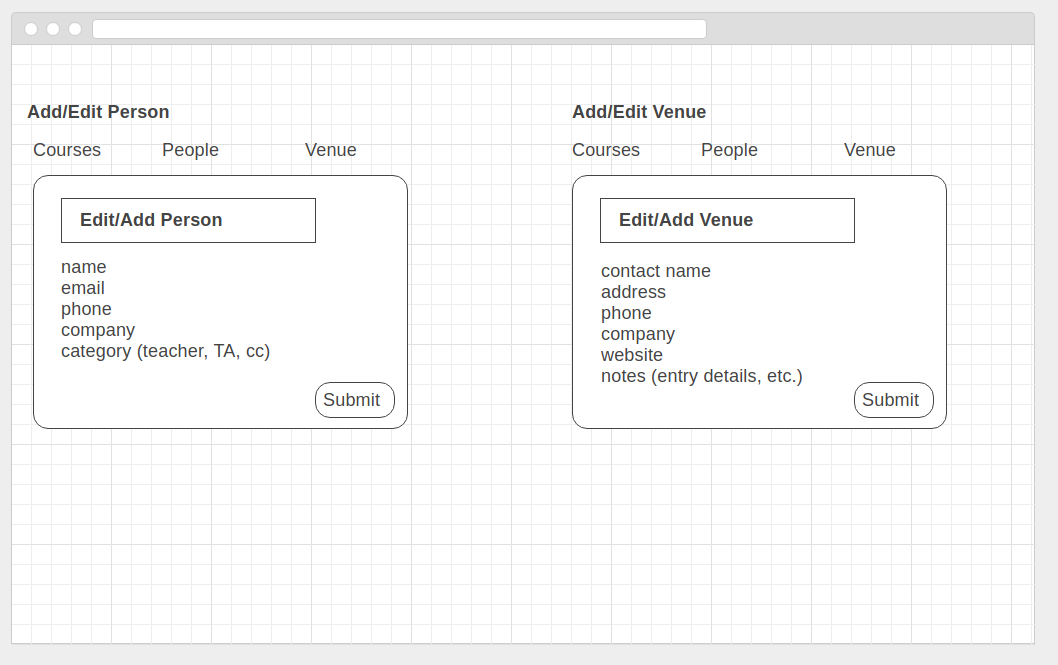 Add/Edit Person
Courses People Venue
Edit/Add Person
name
email
phone
company
category (teacher, TA, cc)
Submit
Add/Edit Venue
Courses People Venue
Edit/Add Venue
contact name
address
phone
company
website
notes (entry details, etc.)
Submit